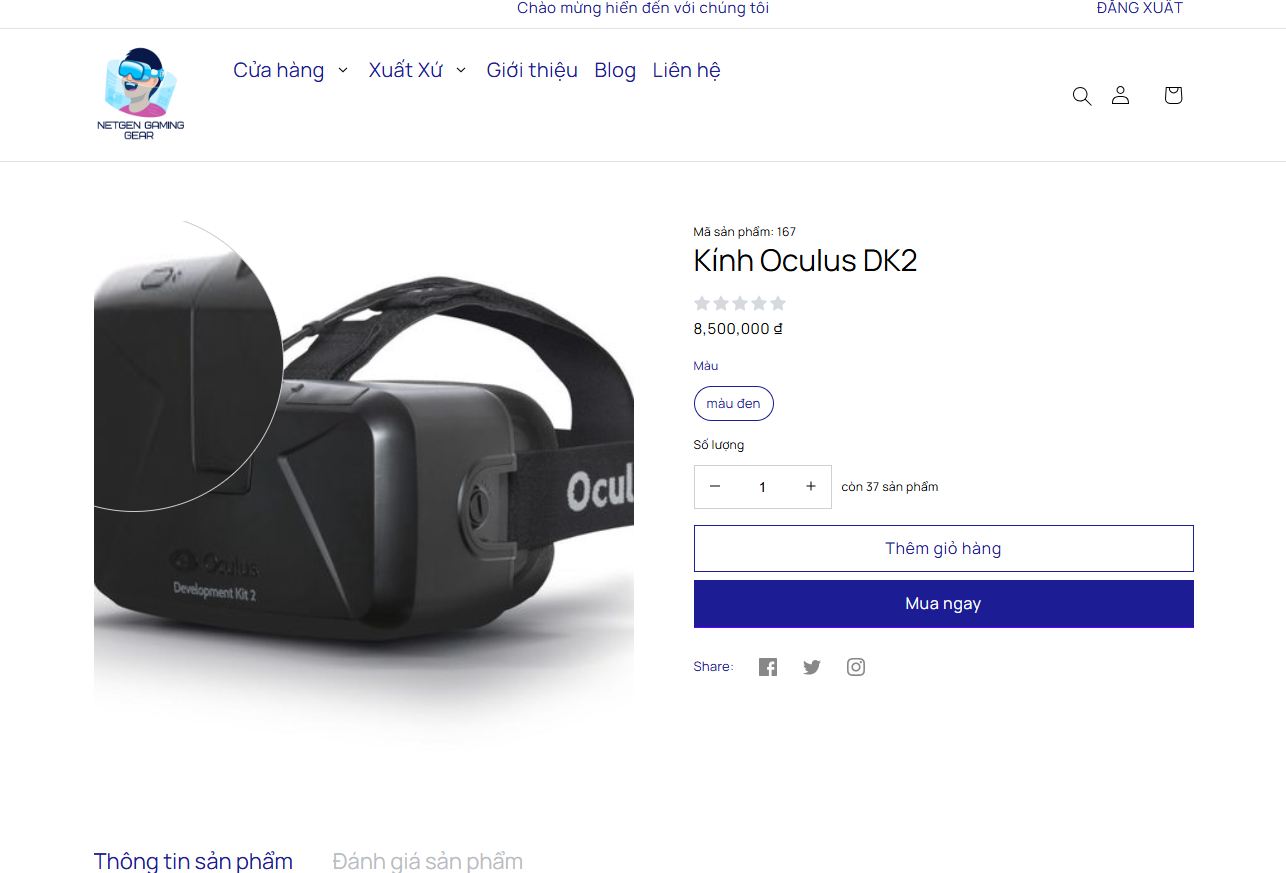 Chào mừng hiển đến với chúng tôi
ĐĂNG XUẤT
NETGEN GAMING
GEAR
Cửa hàng
Xuất Xứ
Giới thiệu
Blog
Liên hệ
Mã sản phẩm: 167
Kính Oculus DK2
8,500,000 ₫
Màu
màu đen
Số lượng
1
còn 37 sản phẩm
Thêm giỏ hàng
Mua ngay
Share:
Ocul
Oculus
Development Kit 2
Thông tin sản phẩm
Đánh giá sản phẩm